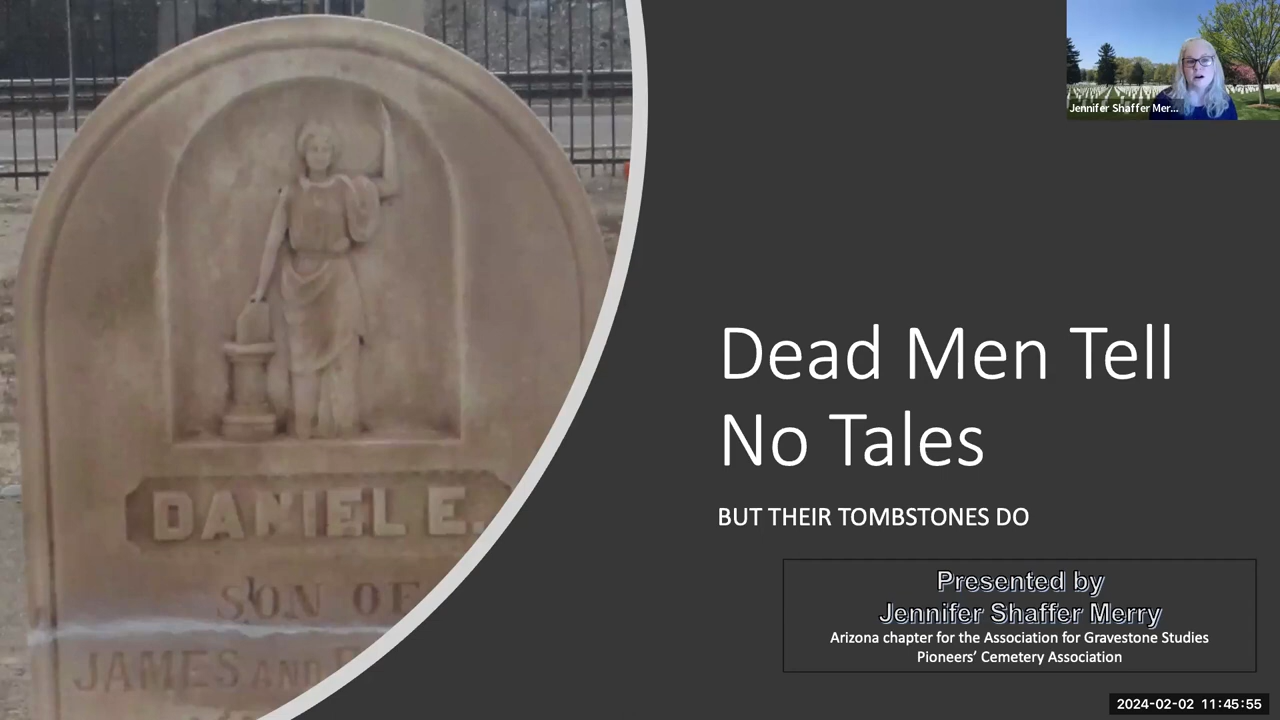 Jennifer Shaffer Mer...
Dead Men Tell
No Tales
BUT THEIR TOMBSTONES DO
Presented by
Jennifer Shaffer Merry
Arizona chapter for the Association for Gravestone Studies
Pioneers' Cemetery Association
DANIEL E.
SON OF
JAMES AND
2024-02-02 11:45:55